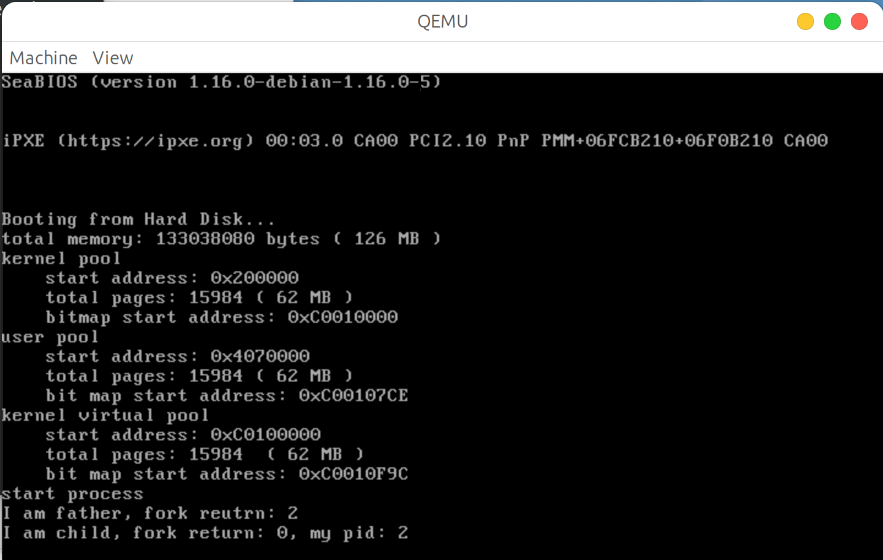 QEMU
Machine View
SeaBIOS (version 1.16.0-debian-1.16.0-5)
iPXE (https://ipxe.org) 00:03.0 CA00 PCI2.10 PnP PMM+06FCB210+06F0B210 CA00
Booting from Hard Disk...
total memory: 133038080 bytes ( 126 MB )
kernel pool
    start address: 0x200000
    total pages: 15984 ( 62 MB )
    bitmap start address: 0xC0010000
user pool
    start address: 0x4070000
    total pages: 15984 ( 62 MB )
    bit map start address: 0xC00107CE
kernel virtual pool
    start address: 0xC0100000
    total pages: 15984  ( 62 MB )
    bit map start address: 0xC0010F9C
start process
I am father, fork reutrn: 2
I am child, fork return: 0, my pid: 2